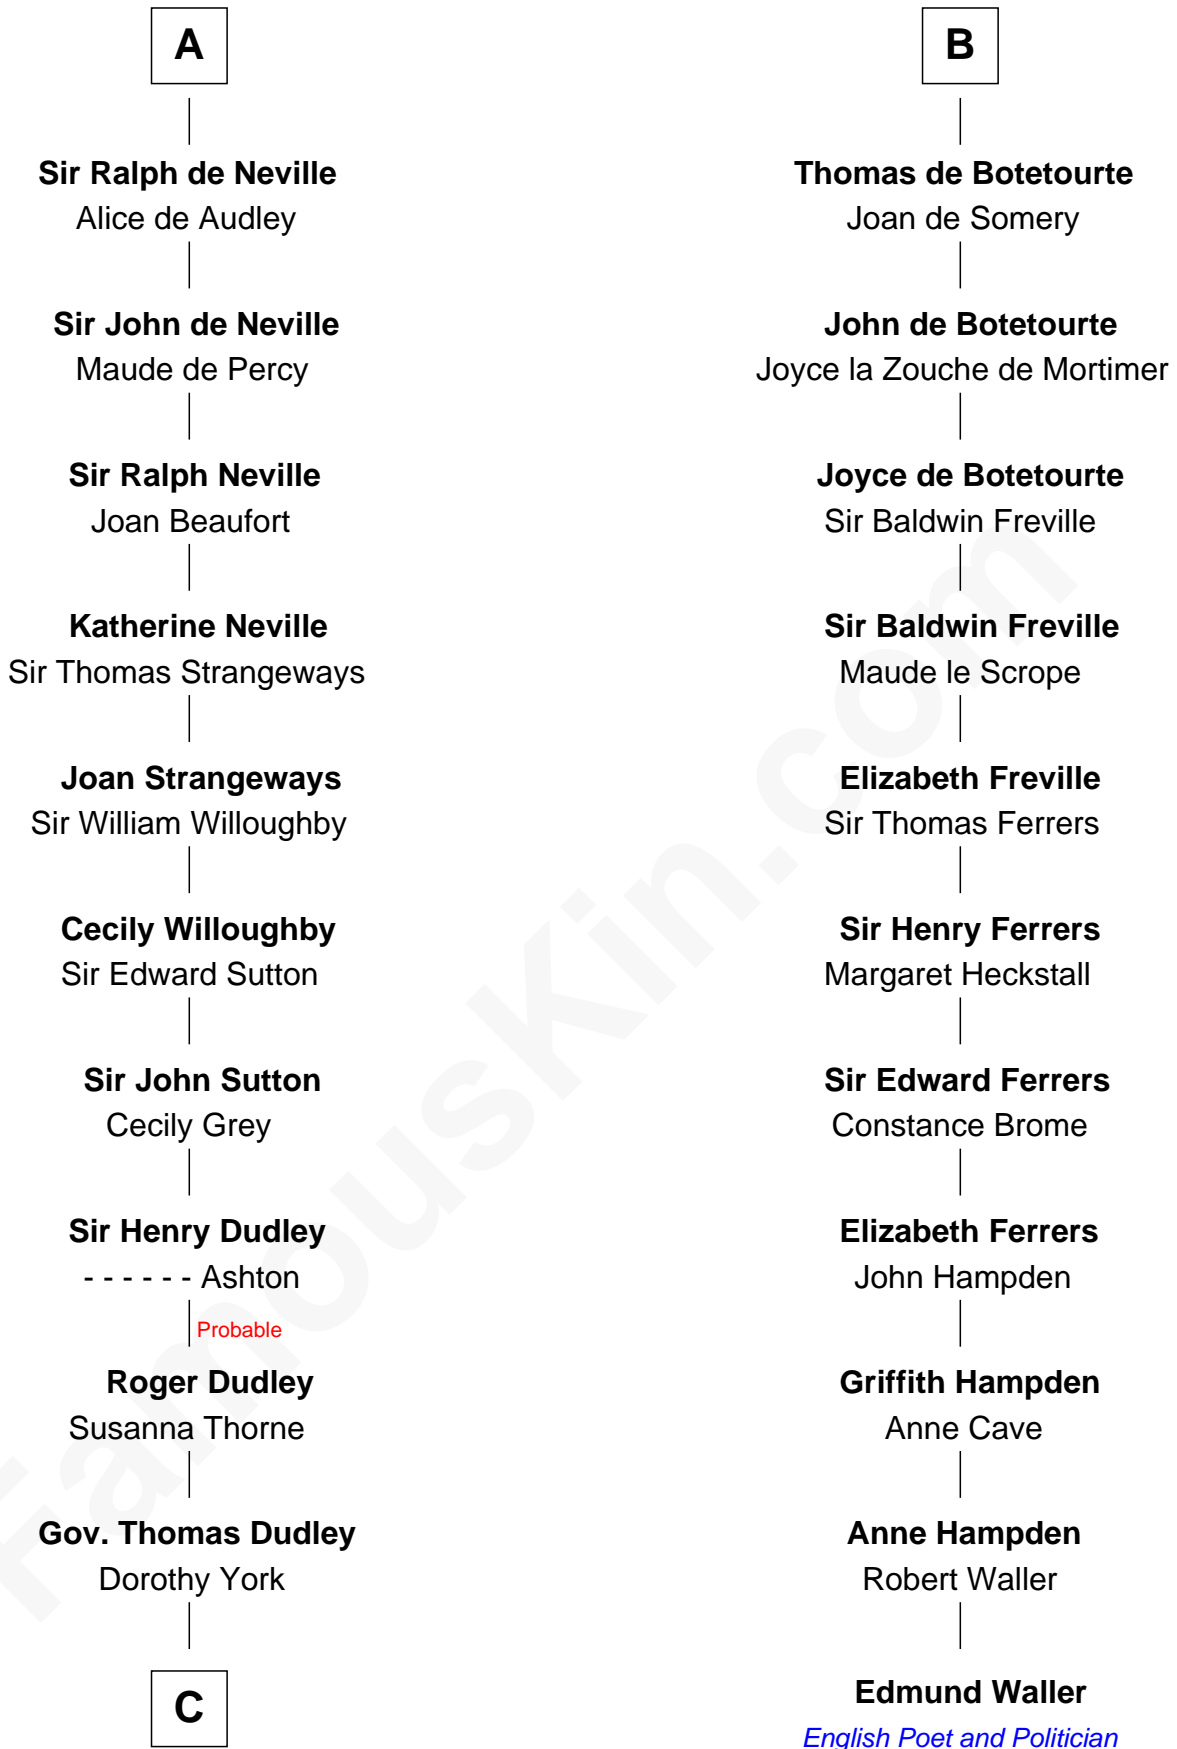 A
Sir Ralph de Neville
Alice de Audley
Sir John de Neville
Maude de Percy
Sir Ralph Neville
Joan Beaufort
Katherine Neville
Sir Thomas Strangeways
Joan Strangeways
Sir William Willoughby
Cecily Willoughby
Sir Edward Sutton
Sir John Sutton
Cecily Grey
Sir Henry Dudley
- - - - - - Ashton
Probable
Roger Dudley
Susanna Thorne
Gov. Thomas Dudley
Dorothy York
C
B
Thomas de Botetourte
Joan de Somery
John de Botetourte
Joyce la Zouche de Mortimer
Joyce de Botetourte
Sir Baldwin Freville
Sir Baldwin Freville
Maude le Scrope
Elizabeth Freville
Sir Thomas Ferrers
Sir Henry Ferrers
Margaret Heckstall
Sir Edward Ferrers
Constance Brome
Elizabeth Ferrers
John Hampden
Griffith Hampden
Anne Cave
Anne Hampden
Robert Waller
Edmund Waller
English Poet and Politician
FamousKin.com